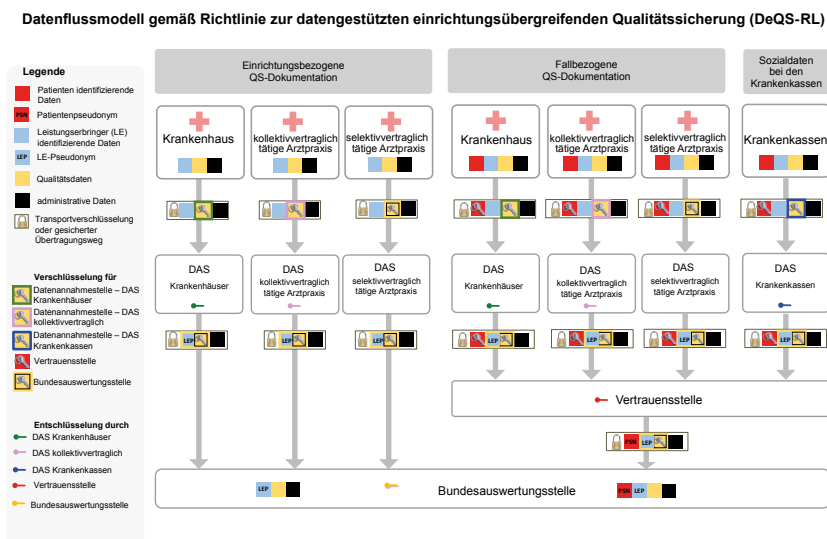 Datenflussmodell gemäß Richtlinie zur datengestützten einrichtungsübergreifenden Qualitätssicherung (DeQS-RL)
Legende
Patienten identifizierende
Daten
PSN
Patientenpseudonym
Leistungserbringer (LE)
identifizierende Daten
LEP
LE-Pseudonym
Qualitätsdaten
administrative Daten
Transportverschlüsselung
oder gesicherter
Übertragungsweg
Verschlüsselung für
Datenannahmestelle – DAS
Krankenhäuser
Datenannahmestelle – DAS
kollektivvertraglich
Datenannahmestelle – DAS
Krankenkassen
Vertrauensstelle
Bundesauswertungsstelle
Entschlüsselung durch
DAS Krankenhäuser
DAS kollektivvertraglich
DAS Krankenkassen
Vertrauensstelle
Bundesauswertungsstelle
Einrichtungsbezogene
QS-Dokumentation
Fallbezogene
QS-Dokumentation
Sozialdaten
bei den
Krankenkassen
Krankenhaus
kollektivvertraglich
tätige Arztpraxis
selektivvertraglich
tätige Arztpraxis
Krankenhaus
kollektivvertraglich
tätige Arztpraxis
selektivvertraglich
tätige Arztpraxis
Krankenkassen
DAS
Krankenhäuser
DAS
kollektivvertraglich
tätige Arztpraxis
DAS
selektivvertraglich
tätige Arztpraxis
DAS
Krankenhäuser
DAS
kollektivvertraglich
tätige Arztpraxis
DAS
selektivvertraglich
tätige Arztpraxis
DAS
Krankenkassen
LEP
LEP
LEP
LEP
LEP
LEP
LEP
Vertrauensstelle
PSN LEP
LEP
Bundesauswertungsstelle
PSN LEP